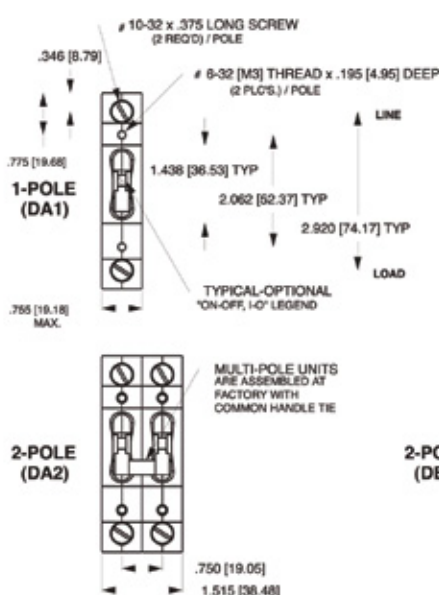 # 10-32 x .375 LONG SCREW
(2 REQ'D) / POLE
.346 [8.79]
# 6-32 [M3] THREAD x .195 [4.95] DEEP
(2 PLC'S.) / POLE
LINE
.775 [19.68]
1-POLE
(DA1)
1.438 [36.53] TYP
2.062 [52.37] TYP
2.920 [74.17] TYP
LOAD
TYPICAL-OPTIONAL
"ON-OFF, I-O" LEGEND
.755 [19.18]
MAX.
MULTI-POLE UNITS
ARE ASSEMBLED AT
FACTORY WITH
COMMON HANDLE TIE
2-POLE
(DA2)
.750 [19.05]
1.515 [38.48]